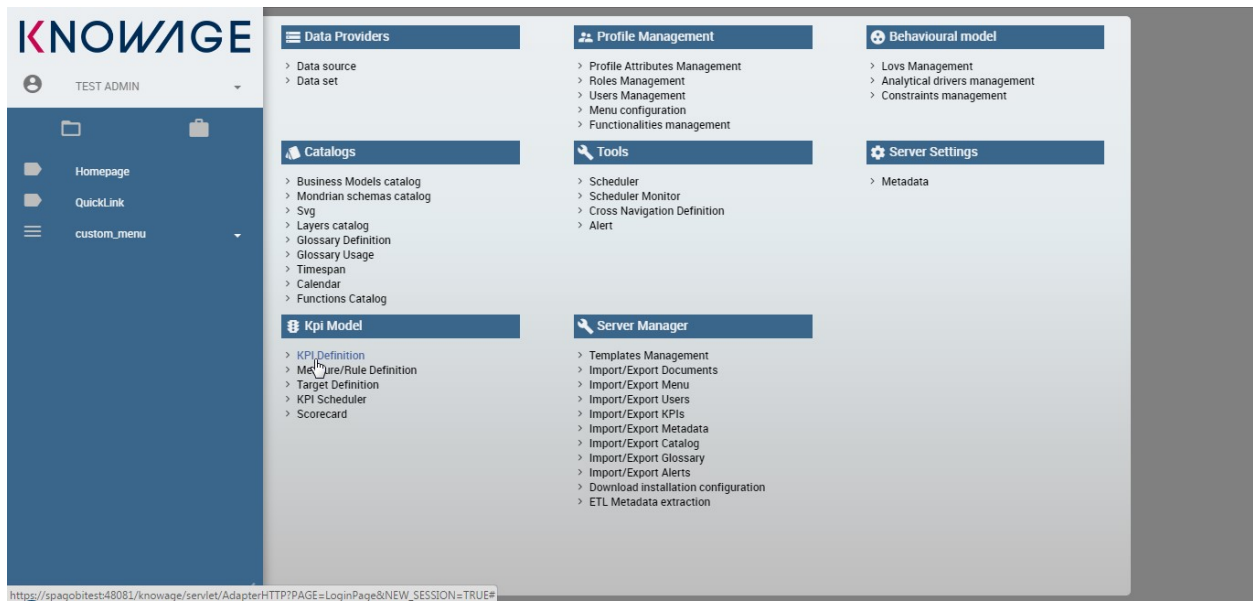 KNOWAGE
TEST ADMIN
Homepage
QuickLink
custom_menu
Data Providers
> Data source
> Data set
Profile Management
> Profile Attributes Management
> Roles Management
> Users Management
> Menu configuration
> Functionalities management
Behavioural model
> Lovs Management
> Analytical drivers management
> Constraints management
Catalogs
> Business Models catalog
> Mondrian schemas catalog
> Svg
> Layers catalog
> Glossary Definition
> Glossary Usage
> Timespan
> Calendar
> Functions Catalog
Tools
> Scheduler
> Scheduler Monitor
> Cross Navigation Definition
> Alert
Server Settings
> Metadata
Kpi Model
> KPI Definition
> Measure/Rule Definition
> Target Definition
> KPI Scheduler
> Scorecard
Server Manager
> Templates Management
> Import/Export Documents
> Import/Export Menu
> Import/Export Users
> Import/Export KPIs
> Import/Export Metadata
> Import/Export Catalog
> Import/Export Glossary
> Import/Export Alerts
> Download installation configuration
> ETL Metadata extraction
https://spagobitest:48081/knowage/servlet/AdapterHTTP?PAGE=LoginPage&NEW_SESSION=TRUE#